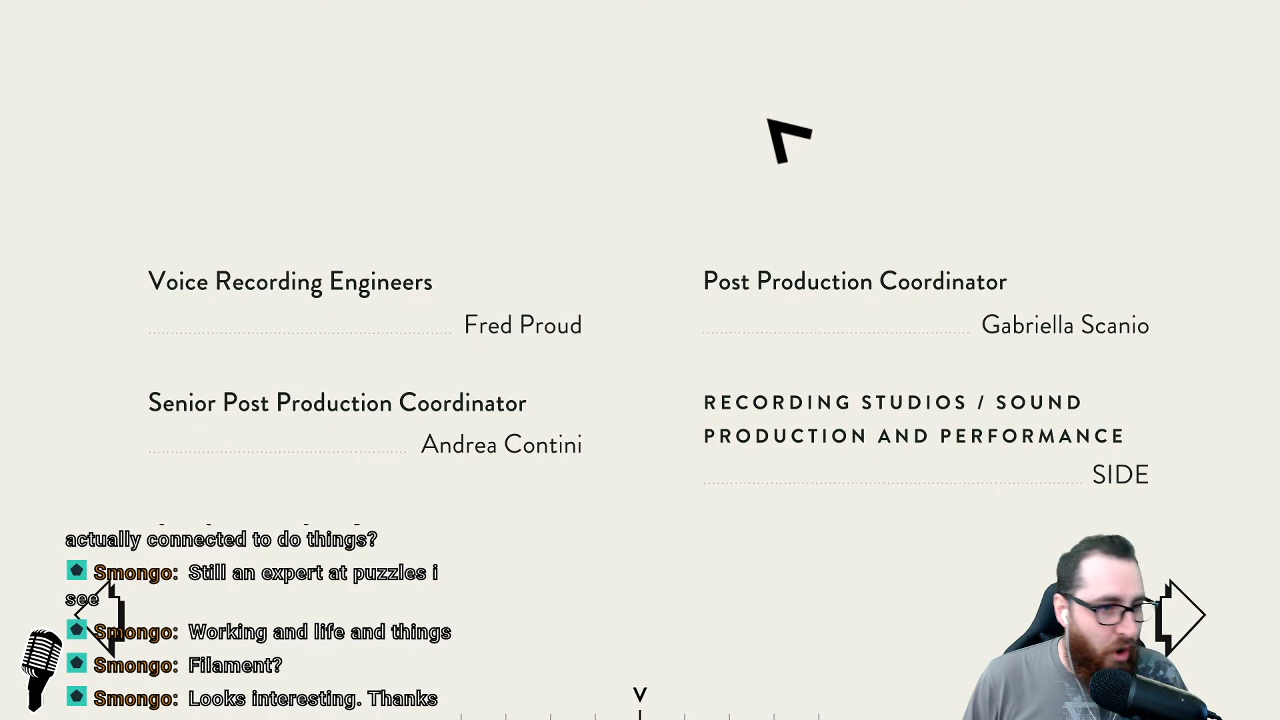 Voice Recording Engineers
Fred Proud
Senior Post Production Coordinator
Andrea Contini
Post Production Coordinator
Gabriella Scanio
RECORDING STUDIOS / SOUND
PRODUCTION AND PERFORMANCE
SIDE
actually connected to do things?
Smongo: Still an expert at puzzles i
see
Smongo: Working and life and things
Smongo: Filament?
Smongo: Looks interesting. Thanks